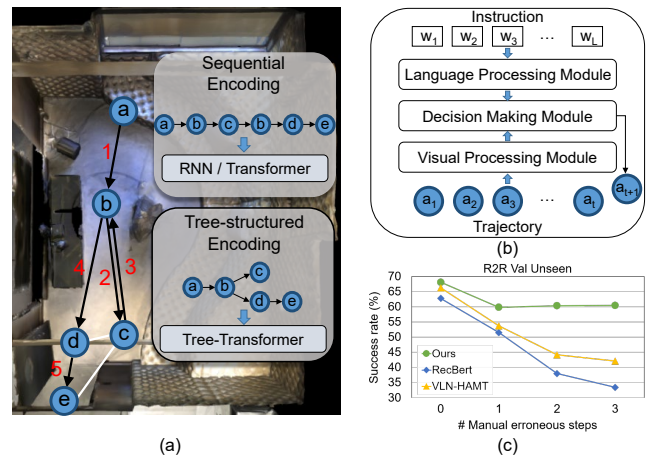 a
1
b
4
2
3
d
c
5
e
Sequential
Encoding
a b c b d e
RNN / Transformer
Tree-structured
Encoding
a b c d e
Tree-Transformer
(a)
Instruction
w1 w2 w3 ... wL
Language Processing Module
Decision Making Module
Visual Processing Module
a1 a2 a3 ... at at+1
Trajectory
(b)
R2R Val Unseen
Success rate (%)
70
65
60
55
50
45
40
35
30
Ours
RecBert
VLN-HAMT
0 1 2 3
# Manual erroneous steps
(c)